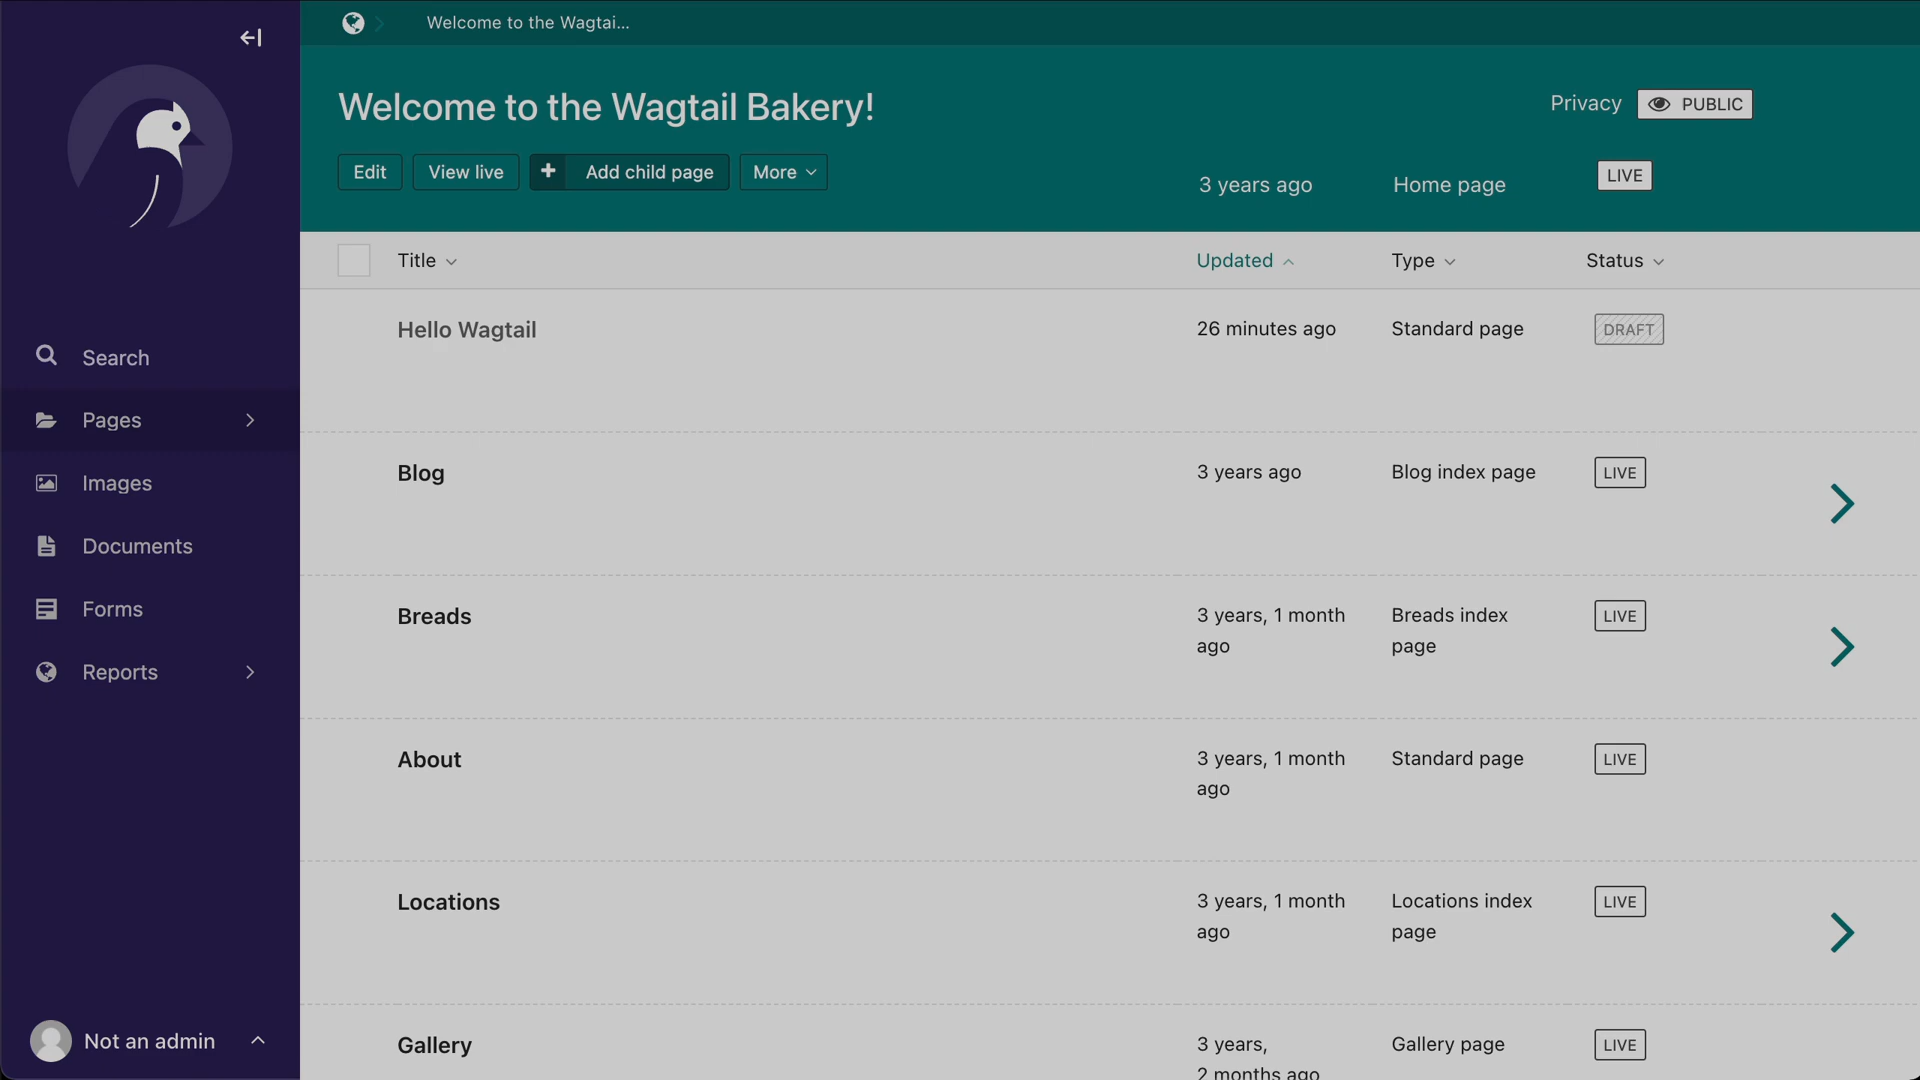 Welcome to the Wagtai...
Welcome to the Wagtail Bakery!
Privacy PUBLIC
Edit View live Add child page More
3 years ago Home page LIVE
Title Updated Type Status
Hello Wagtail 26 minutes ago Standard page DRAFT
Search
Pages
Images
Documents
Forms
Reports
Blog 3 years ago Blog index page LIVE
Breads 3 years, 1 month Breads index LIVE
ago page
About 3 years, 1 month Standard page LIVE
ago
Locations 3 years, 1 month Locations index LIVE
ago page
Gallery 3 years, Gallery page LIVE
2 months ago
Not an admin